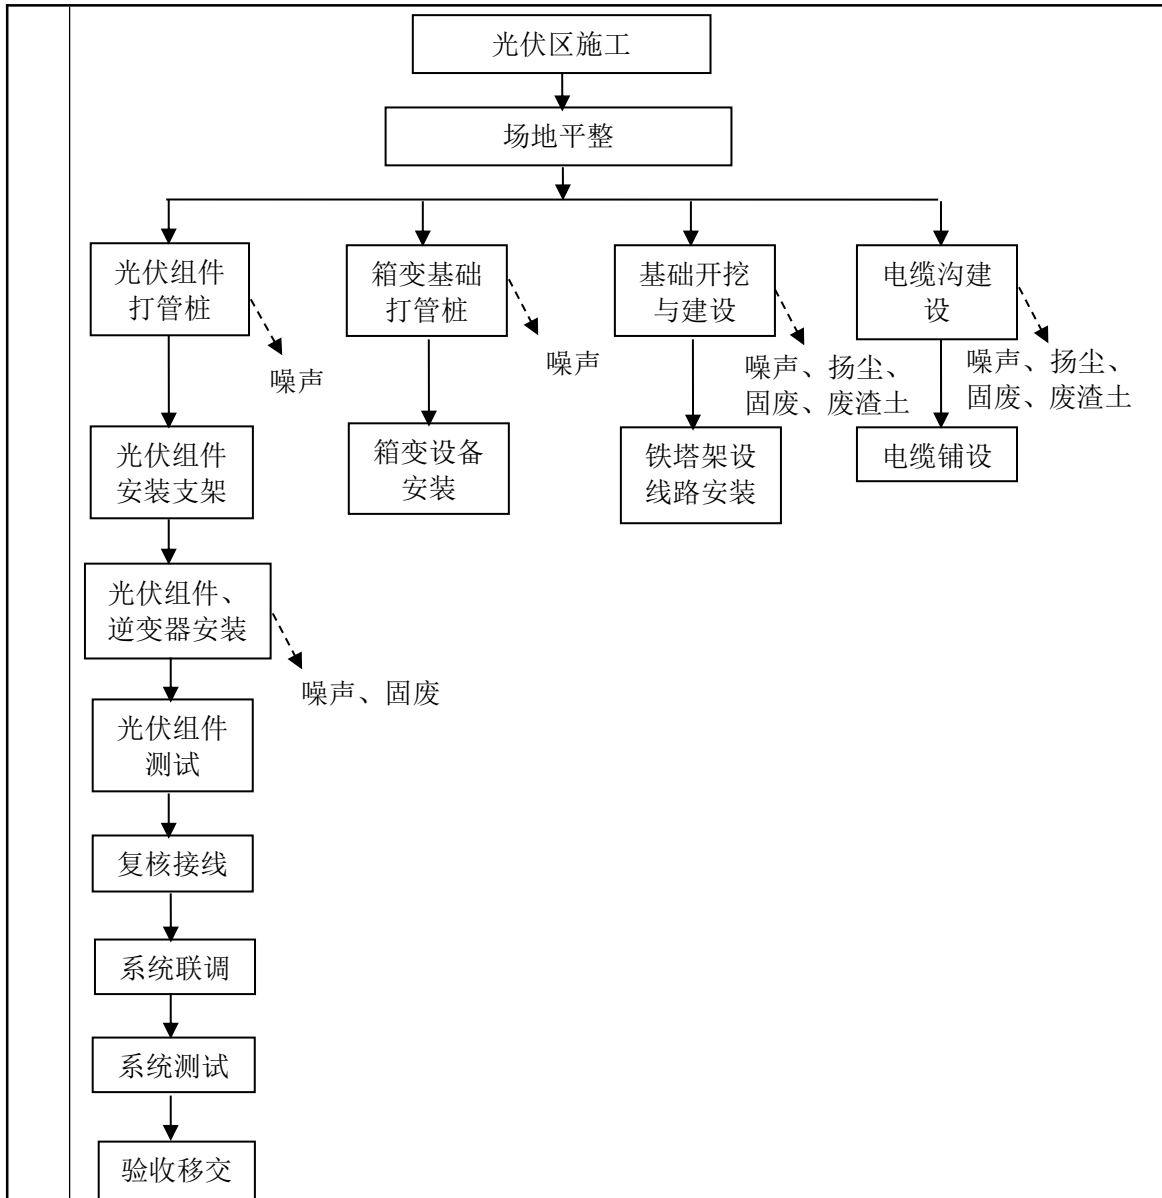 光伏区施工
场地平整
光伏组件
打管桩
噪声
箱变基础
打管桩
噪声
基础开挖
与建设
噪声、扬尘、
固废、废渣土
电缆沟建
设
噪声、扬尘、
固废、废渣土
光伏组件
安装支架
箱变设备
安装
铁塔架设
线路安装
电缆铺设
光伏组件、
逆变器安装
噪声、固废
光伏组件
测试
复核接线
系统联调
系统测试
验收移交